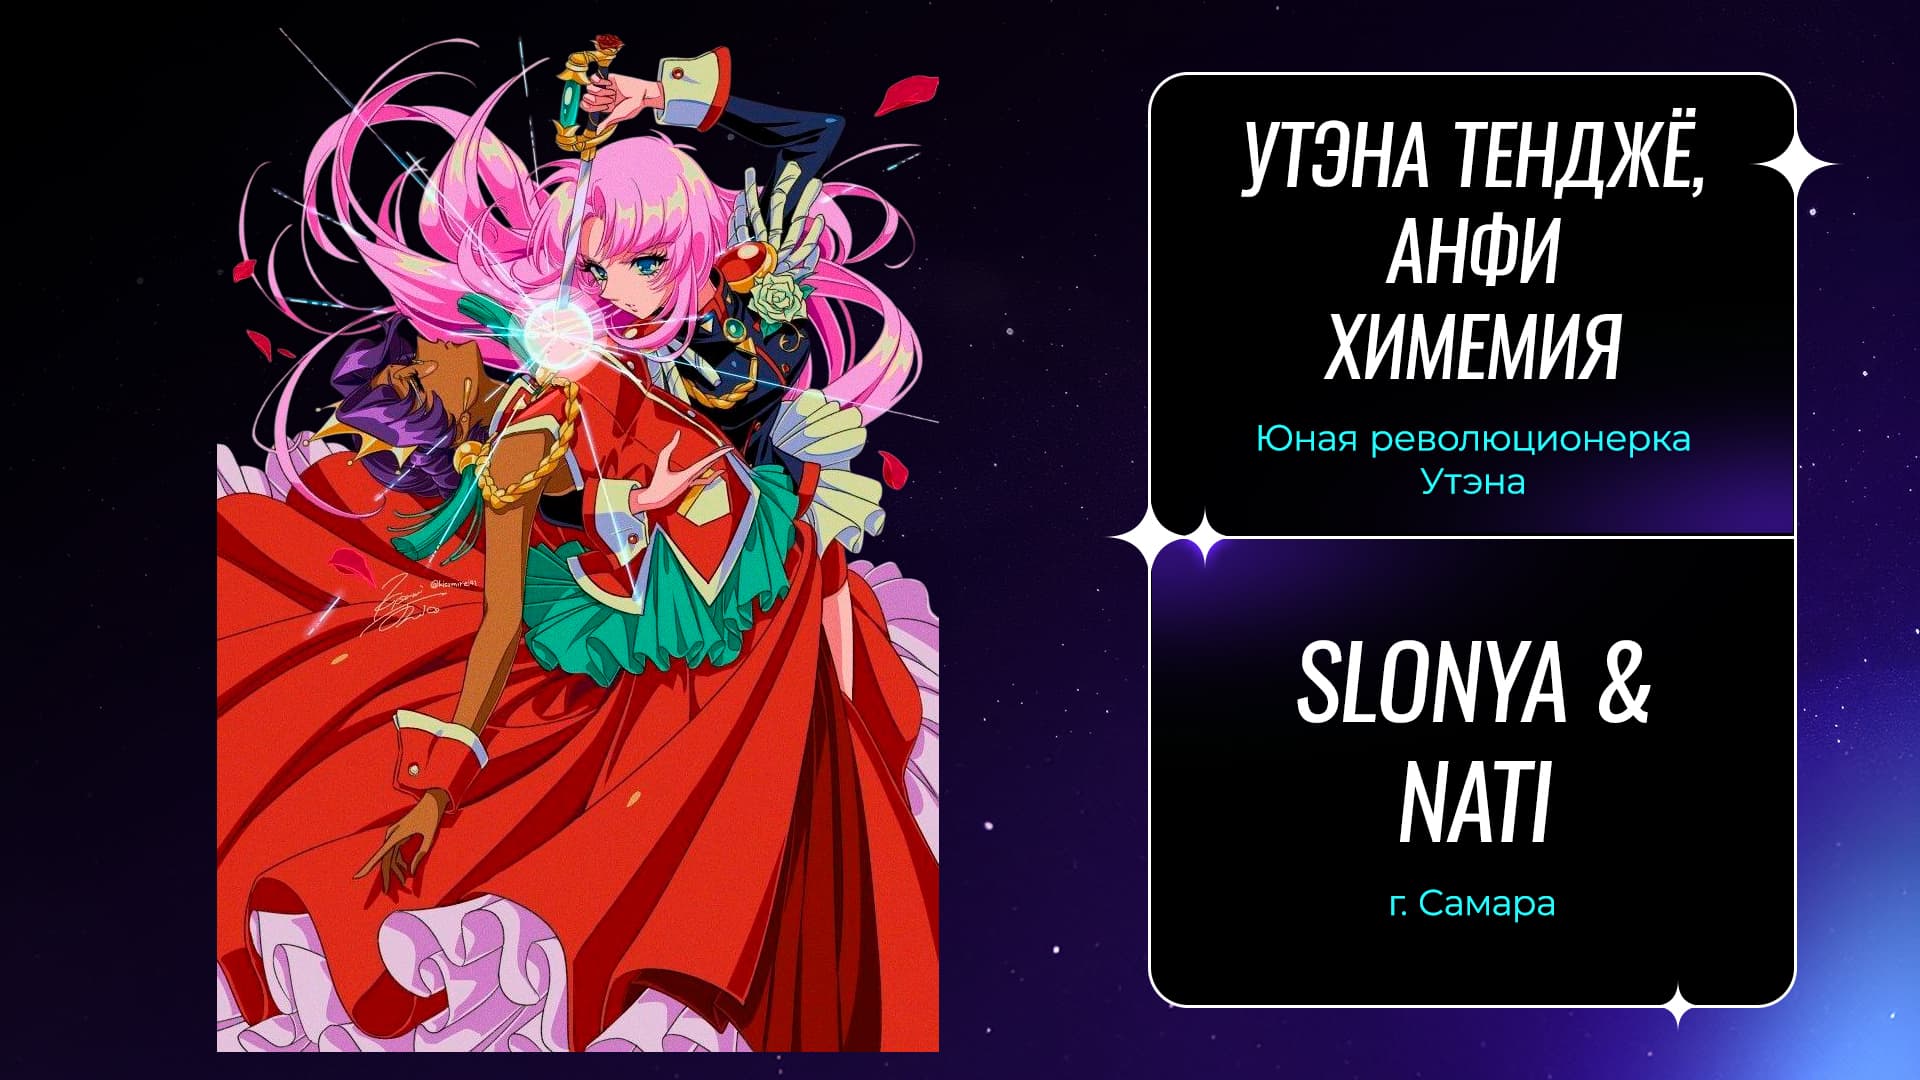 УТЭНА ТЕНДЖЁ,
АНФИ
ХИМЕМИЯ
Юная революционерка
Утэна
SLONYA &
NATI
г. Самара